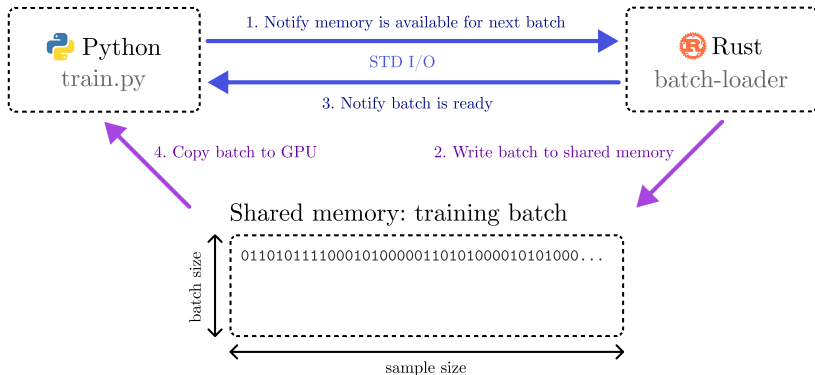 1. Notify memory is available for next batch
Python
train.py
STD I/O
R Rust
batch-loader
3. Notify batch is ready
4. Copy batch to GPU
2. Write batch to shared memory
Shared memory: training batch
batch size
01101011110001010000011010100001010100​0...
sample size